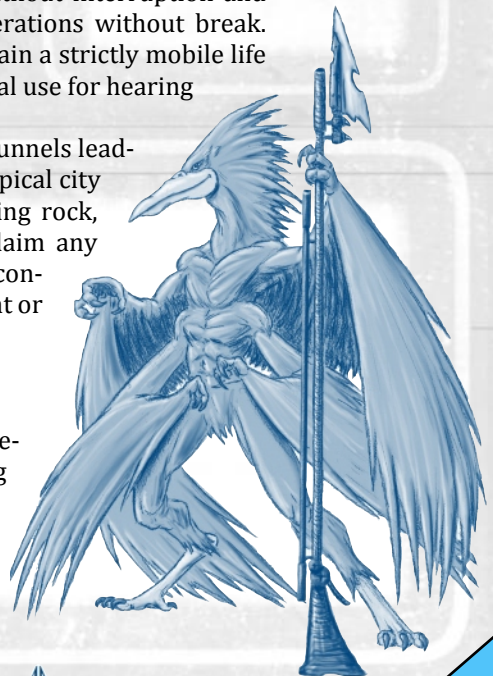 erations without break.
ain a strictly mobile life
al use for hearing
unnels lead-
pical city
ing rock,
laim any
con-
t or
e-
g